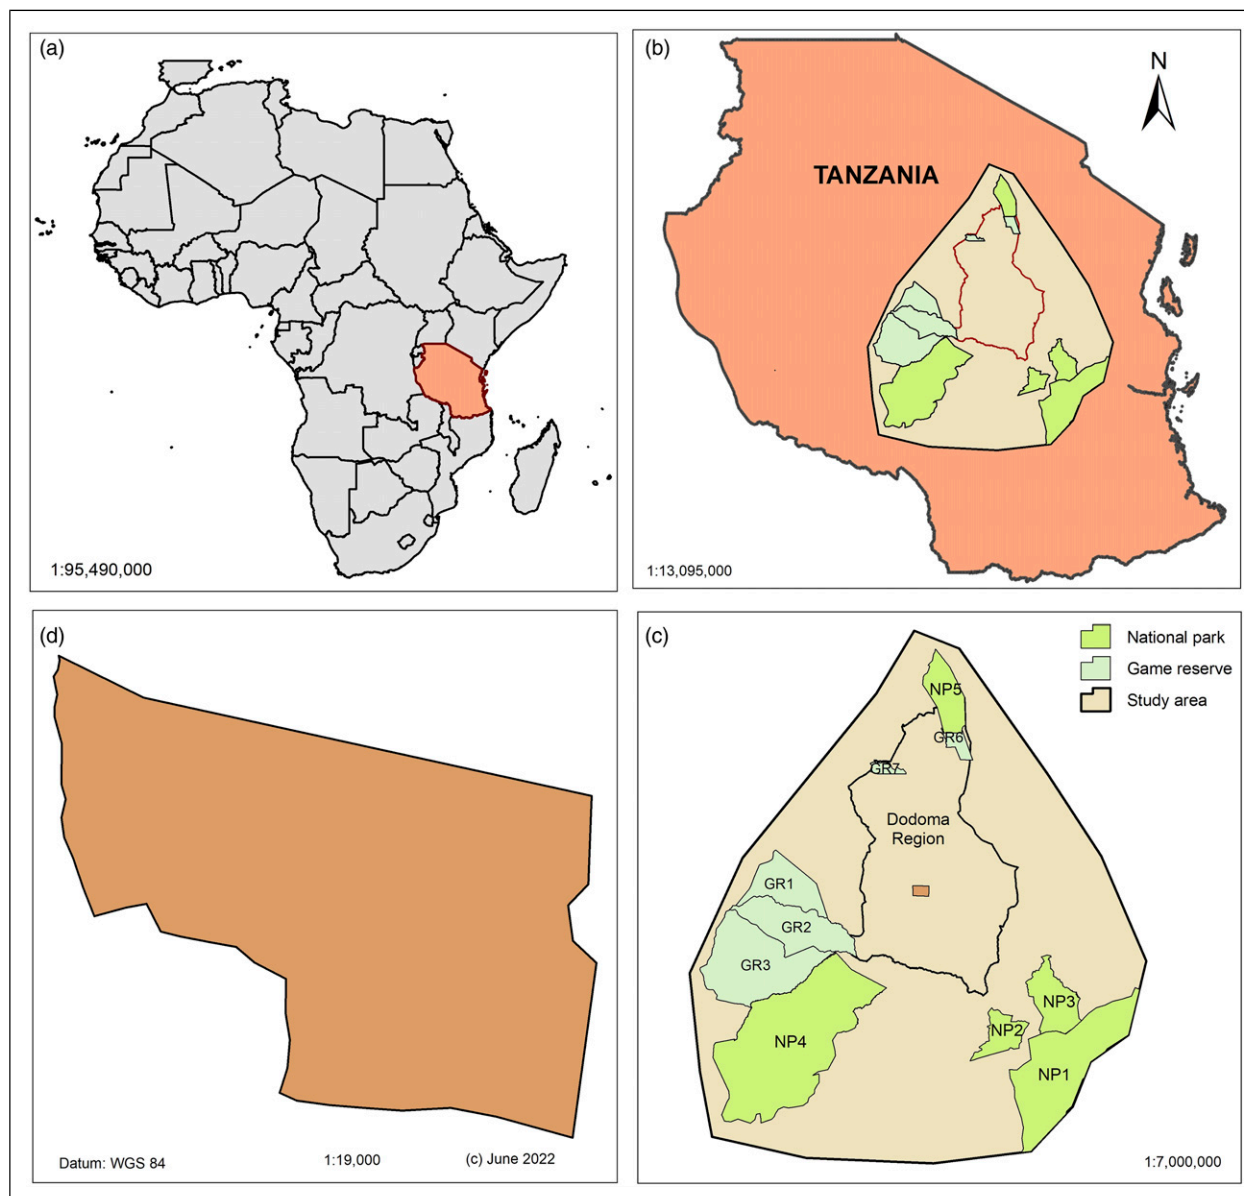 (a)
1:95,490,000
(b)
N
TANZANIA
1:13,095,000
(d)
Datum: WGS 84
1:19,000
(c) June 2022
(c)
National park
Game reserve
Study area
NP5
GR6
GR7
Dodoma
Region
GR1
GR2
GR3
NP4
NP3
NP2
NP1
1:7,000,000